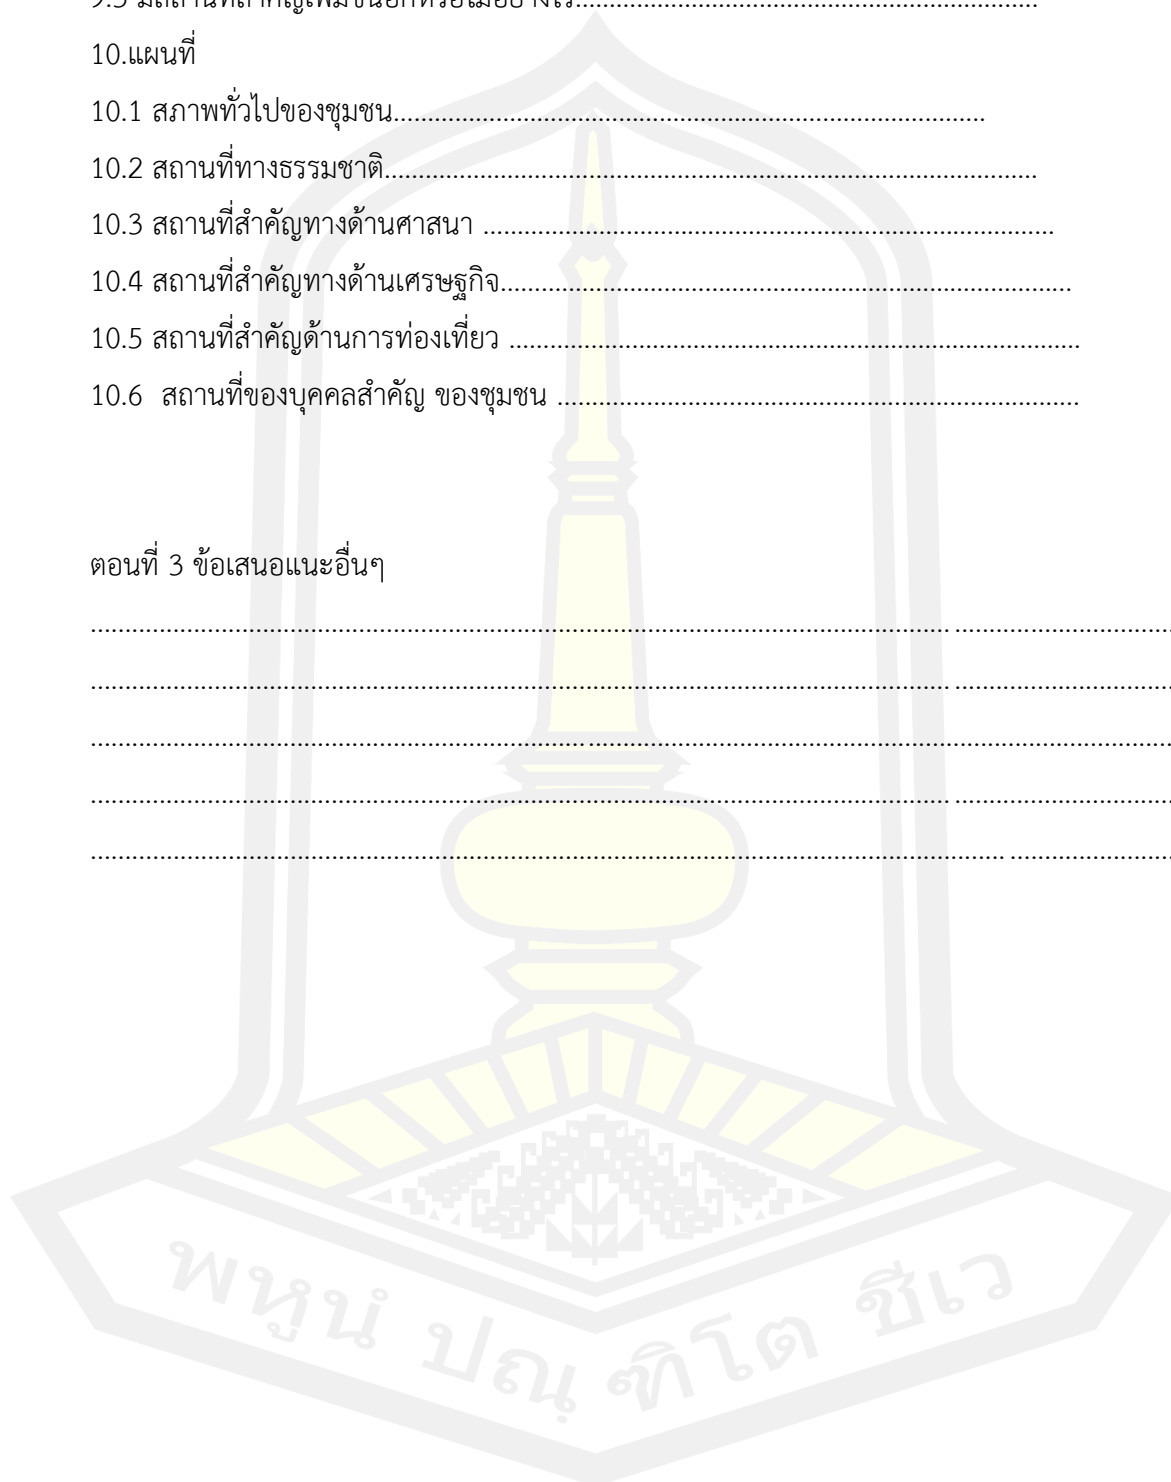 10.แผนที่
10.1 สภาพทั่วไปของชุมชน......................................................................................
10.2 สถานที่ทางธรรมชาติ...............................................................................................
10.3 สถานที่สำคัญทางด้านศาสนา ...................................................................................
10.4 สถานที่สำคัญทางด้านเศรษฐกิจ...................................................................................
10.5 สถานที่สำคัญด้านการท่องเที่ยว ...................................................................................
10.6  สถานที่ของบุคคลสำคัญ ของชุมชน ............................................................................
ตอนที่ 3 ข้อเสนอแนะอื่นๆ
พหูนํ ปณฺฑิโต ชีเว